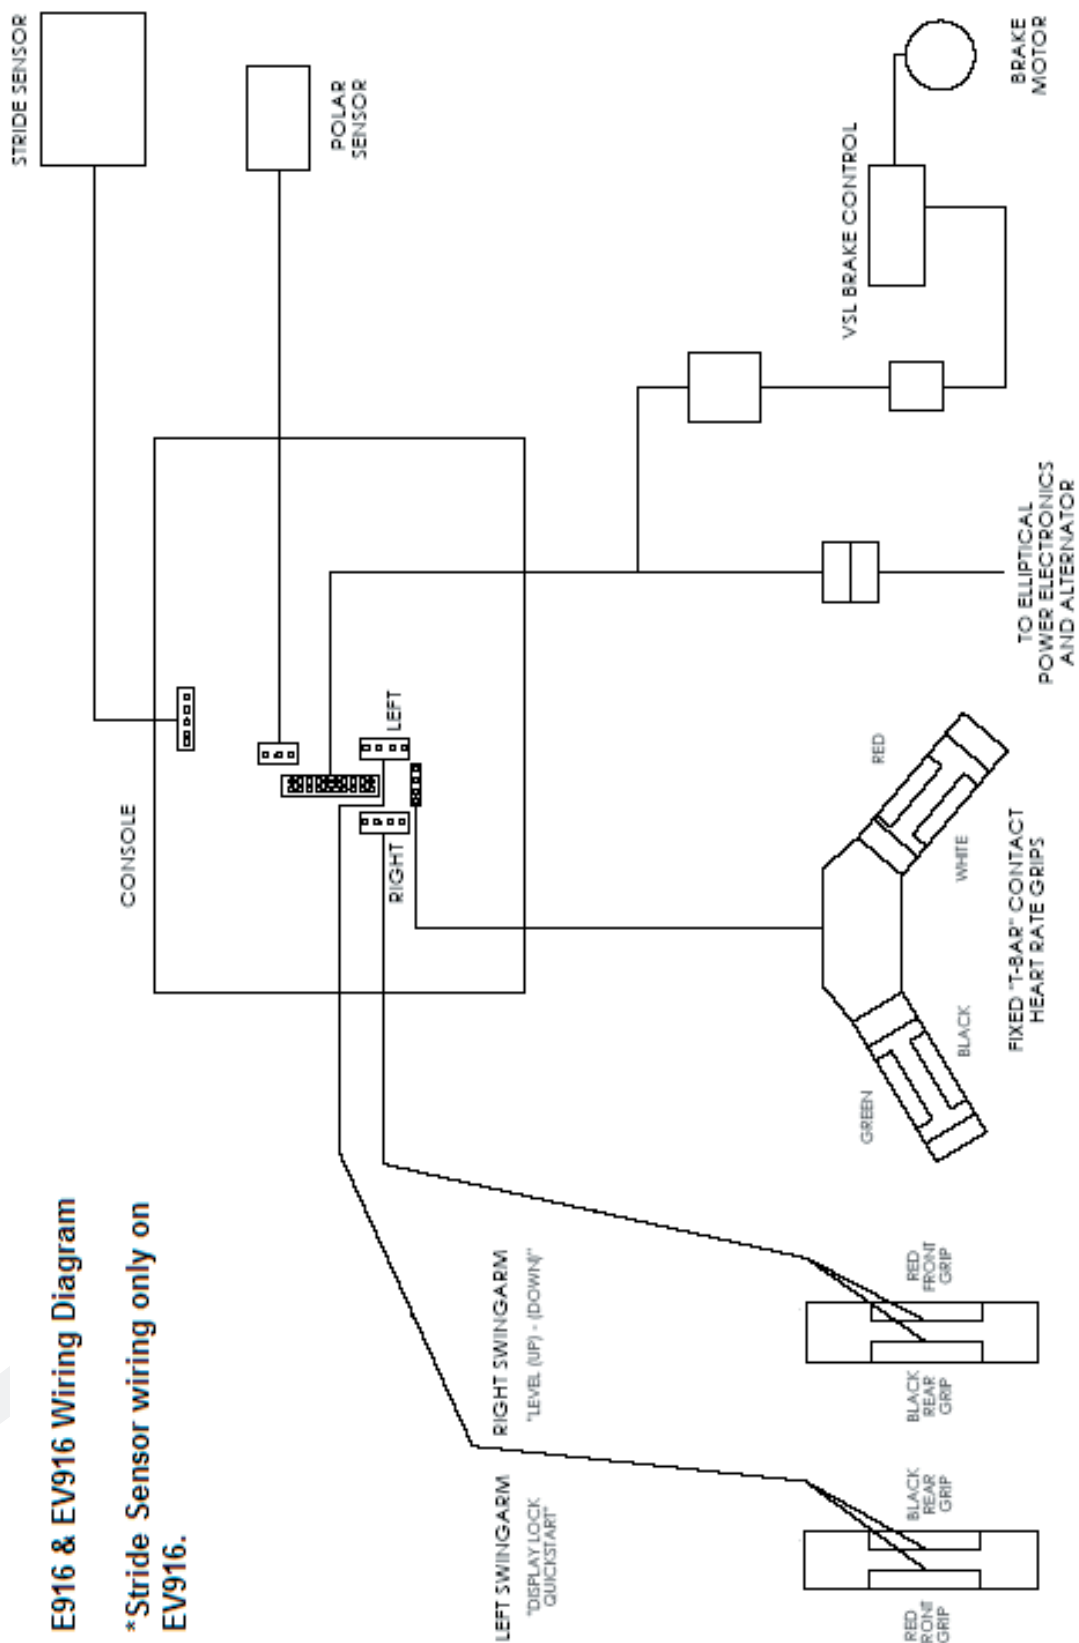 E916 & EV916 Wiring Diagram
*Stride Sensor wiring only on
EV916.
STRIDE SENSOR
POLAR
SENSOR
CONSOLE
RIGHT
LEFT
LEFT SWINGARM
"DISPLAY LOCK
QUICKSTART"
RIGHT SWINGARM
"LEVEL (UP) - (DOWN)"
VSL BRAKE CONTROL
BRAKE
MOTOR
RED
RONT
GRIP
BLACK
REAR
GRIP
BLACK
REAR
GRIP
RED
FRONT
GRIP
GREEN
BLACK
WHITE
RED
FIXED "T-BAR" CONTACT
HEART RATE GRIPS
TO ELLIPTICAL
POWER ELECTRONICS
AND ALTERNATOR